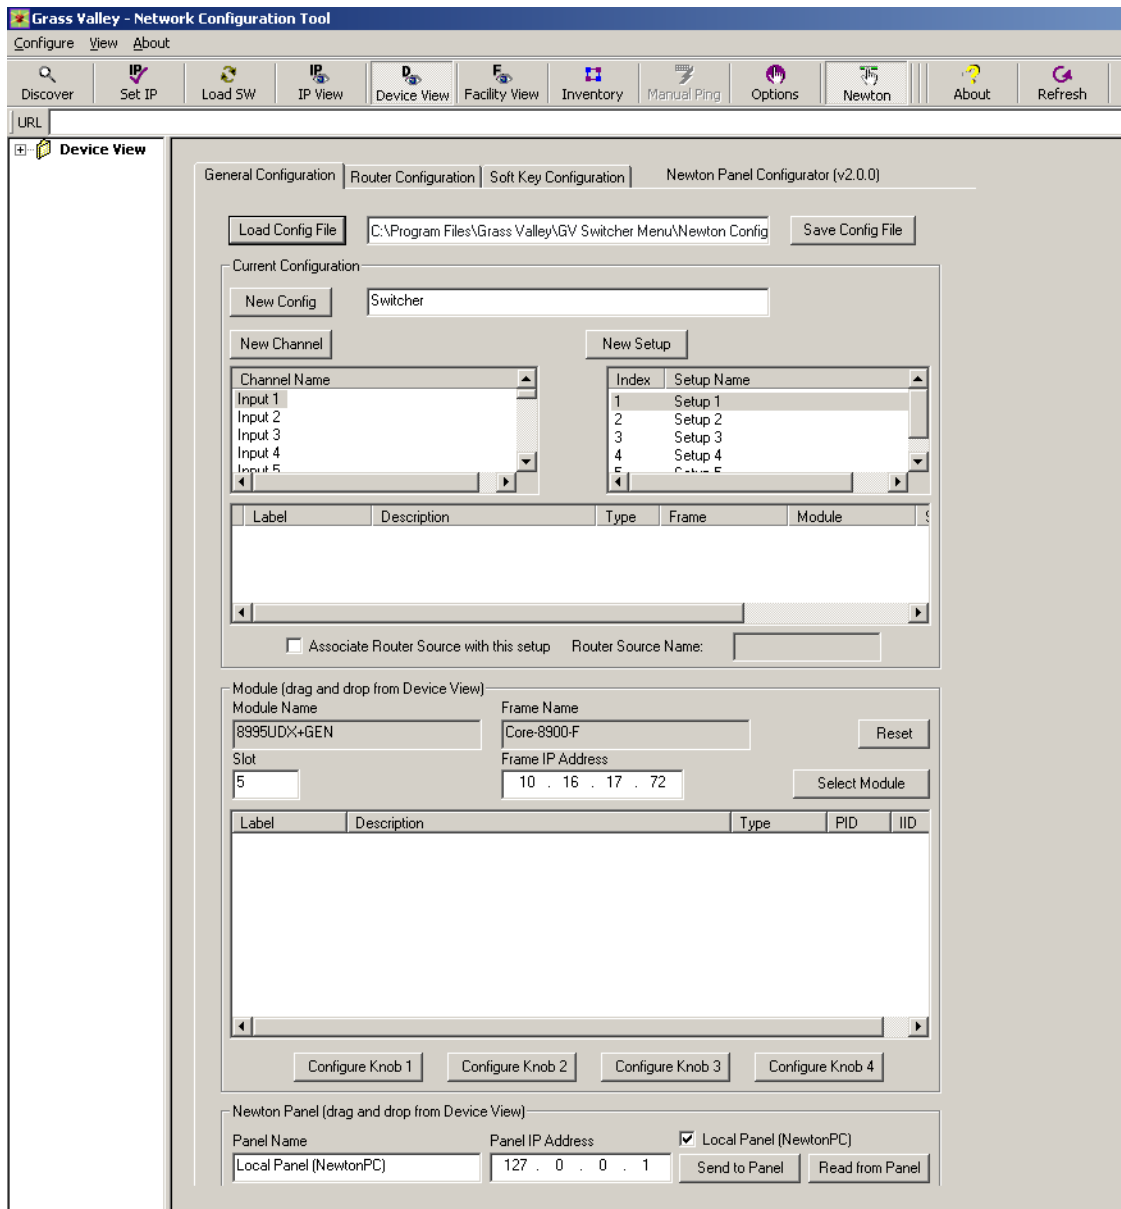 Grass Valley - Network Configuration Tool
Configure View About
Discover Set IP Load SW IP View Device View Facility View Inventory Manual Ping Options Newton About Refresh
URL
Device View
General Configuration Router Configuration Soft Key Configuration Newton Panel Configurator (v2.0.0)
Load Config File C:\Program Files\Grass Valley\GV Switcher Menu\Newton Config Save Config File
Current Configuration
New Config Switcher
New Channel New Setup
Channel Name Index Setup Name
Input 1 1 Setup 1
Input 2 2 Setup 2
Input 3 3 Setup 3
Input 4 4 Setup 4
Input 5 5 Setup 5
Label Description Type Frame Module S
Associate Router Source with this setup Router Source Name:
Module (drag and drop from Device View)
Module Name Frame Name
8995UDX+GEN Core-8900-F Reset
Slot Frame IP Address
5 10 . 16 . 17 . 72 Select Module
Label Description Type PID IID
Configure Knob 1 Configure Knob 2 Configure Knob 3 Configure Knob 4
Newton Panel (drag and drop from Device View)
Panel Name Panel IP Address Local Panel (NewtonPC)
Local Panel (NewtonPC) 127 . 0 . 0 . 1 Send to Panel Read from Panel